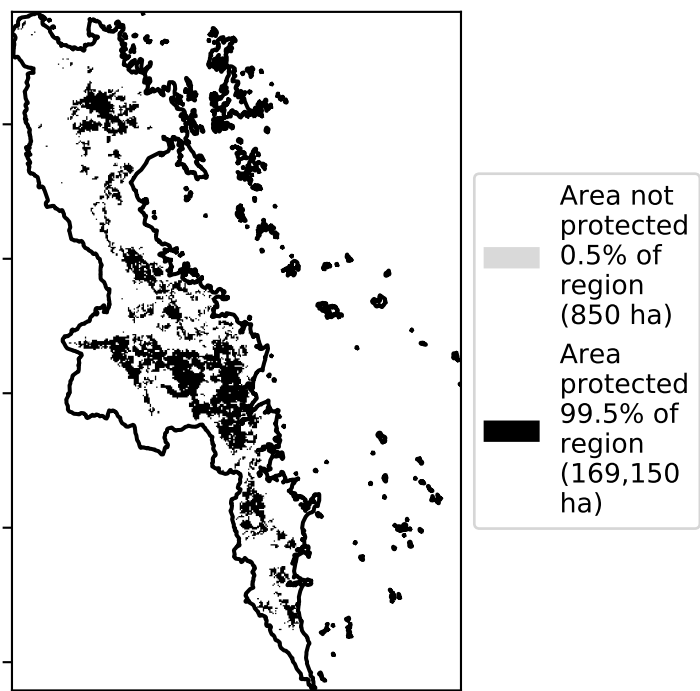 Area not
protected
0.5% of
region
(850 ha)
Area
protected
99.5% of
region
(169,150
ha)